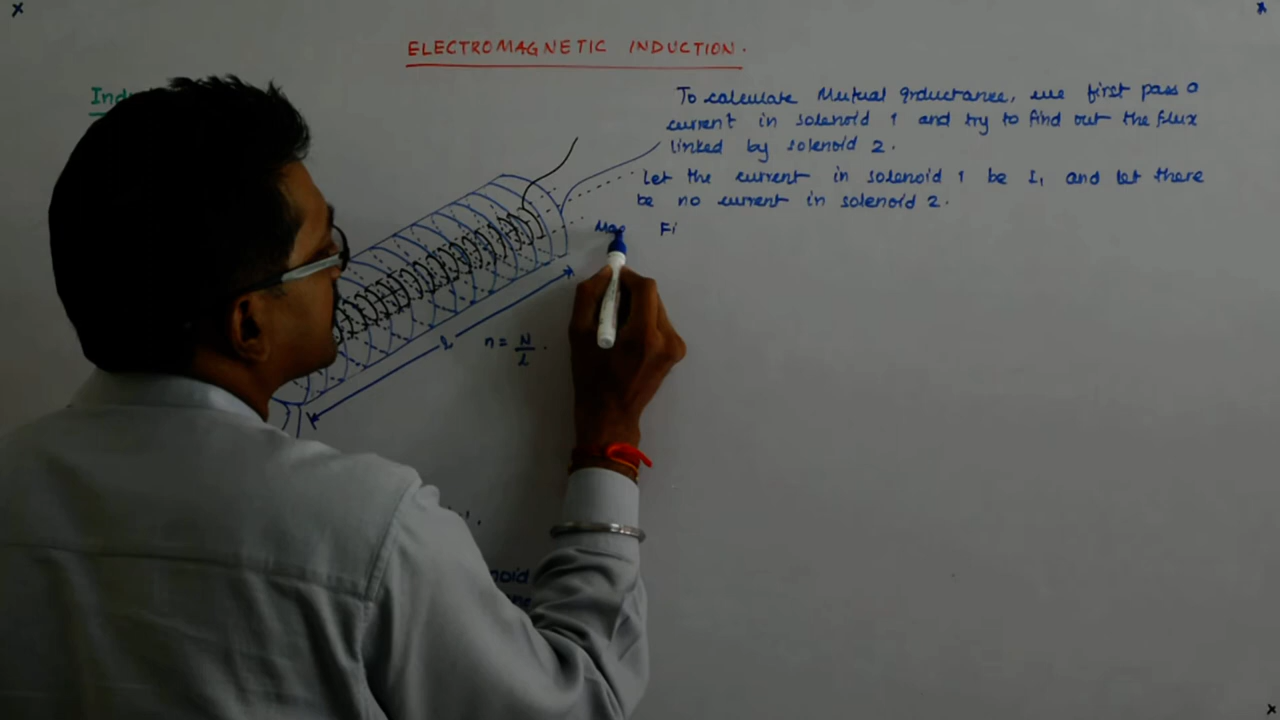 ELECTROMAGNETIC INDUCTION.
To calculate Mutual Inductance, we first pass a
current in solenoid 1 and try to find out the flux
linked by solenoid 2.
Let the current in solenoid 1 be I₁ and let there
be no current in solenoid 2.
Fi
l
n = N/l .